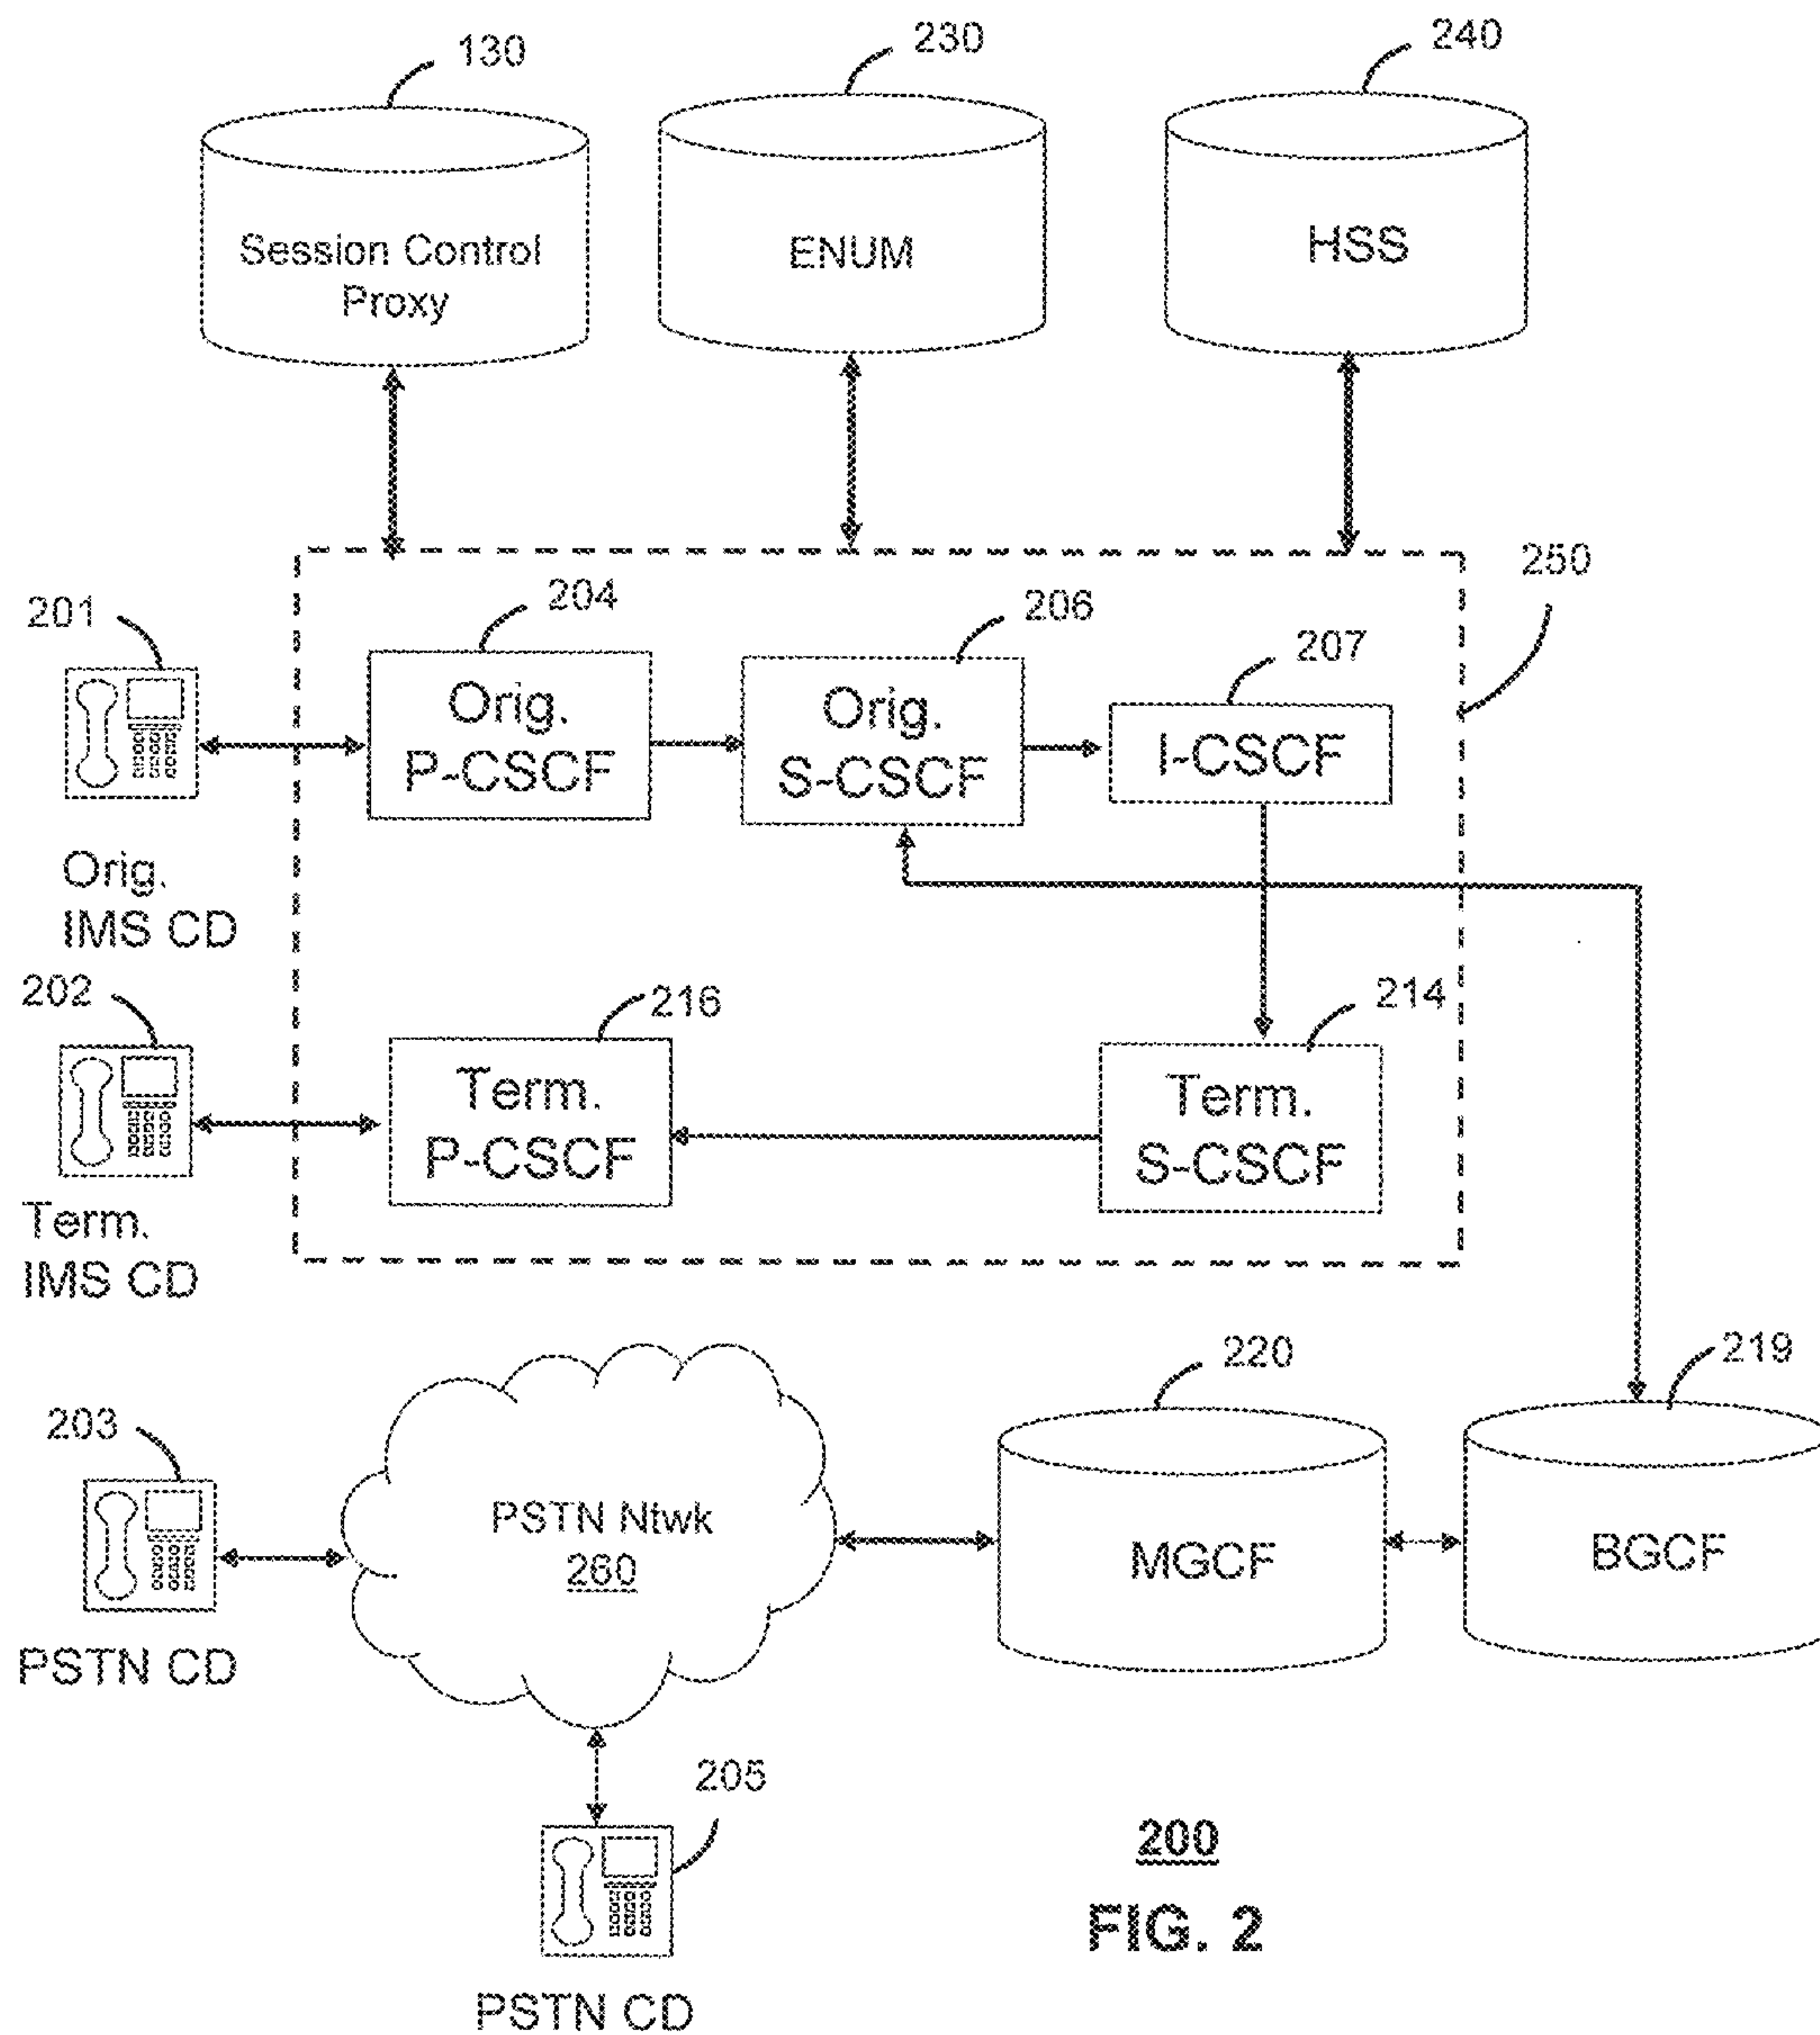 130
230
240
Session Control
Proxy
ENUM
HSS
250
201
204
206
207
Orig.
P-CSCF
Orig.
S-CSCF
I-CSCF
Orig.
IMS CD
202
216
214
Term.
P-CSCF
Term.
S-CSCF
Term.
IMS CD
220
219
203
PSTN Ntwk
260
MGCF
BGCF
PSTN CD
205
200
FIG. 2
PSTN CD